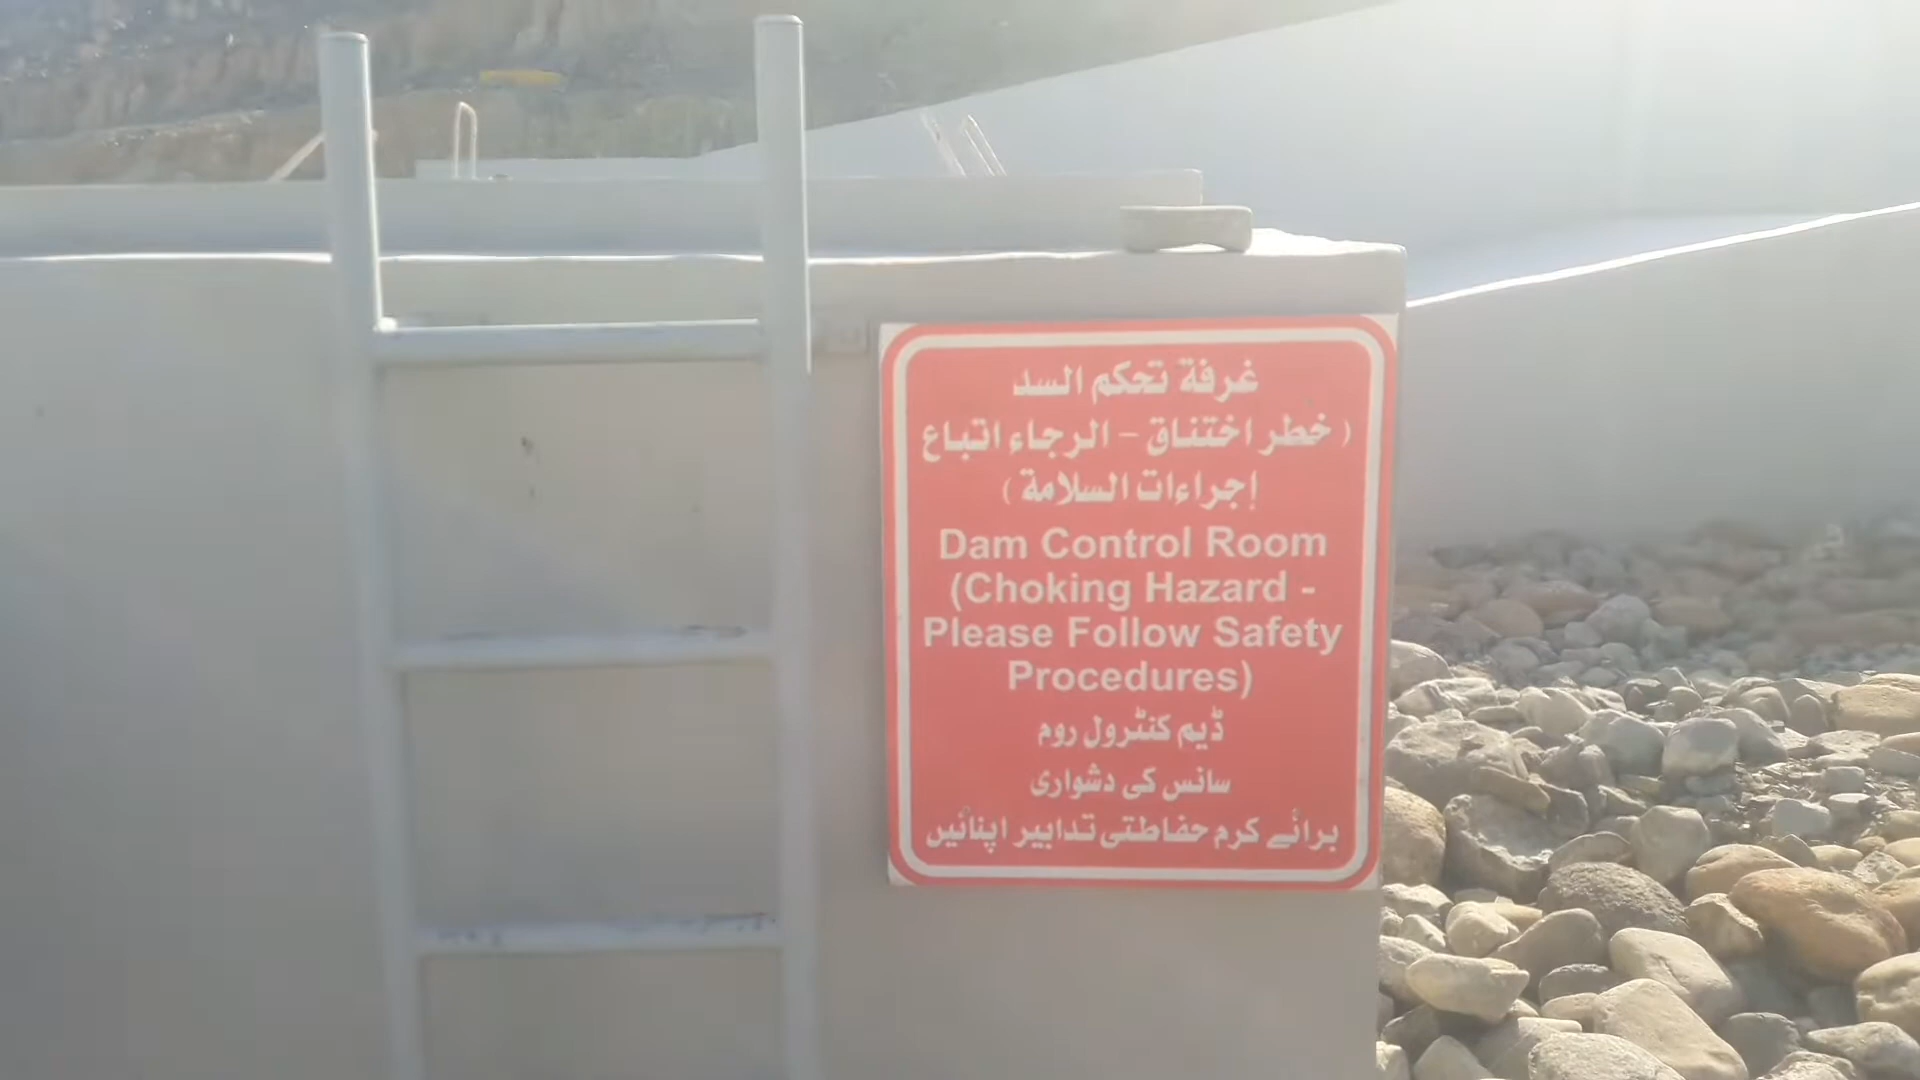 غرفة تحكم السد
( خطر اختناق - الرجاء اتباع
إجراءات السلامة )
Dam Control Room
(Choking Hazard -
Please Follow Safety
Procedures)
ڈیم کنٹرول روم
سانس کی دشواری
برائے کرم حفاطتی تدابیر اپنائیں